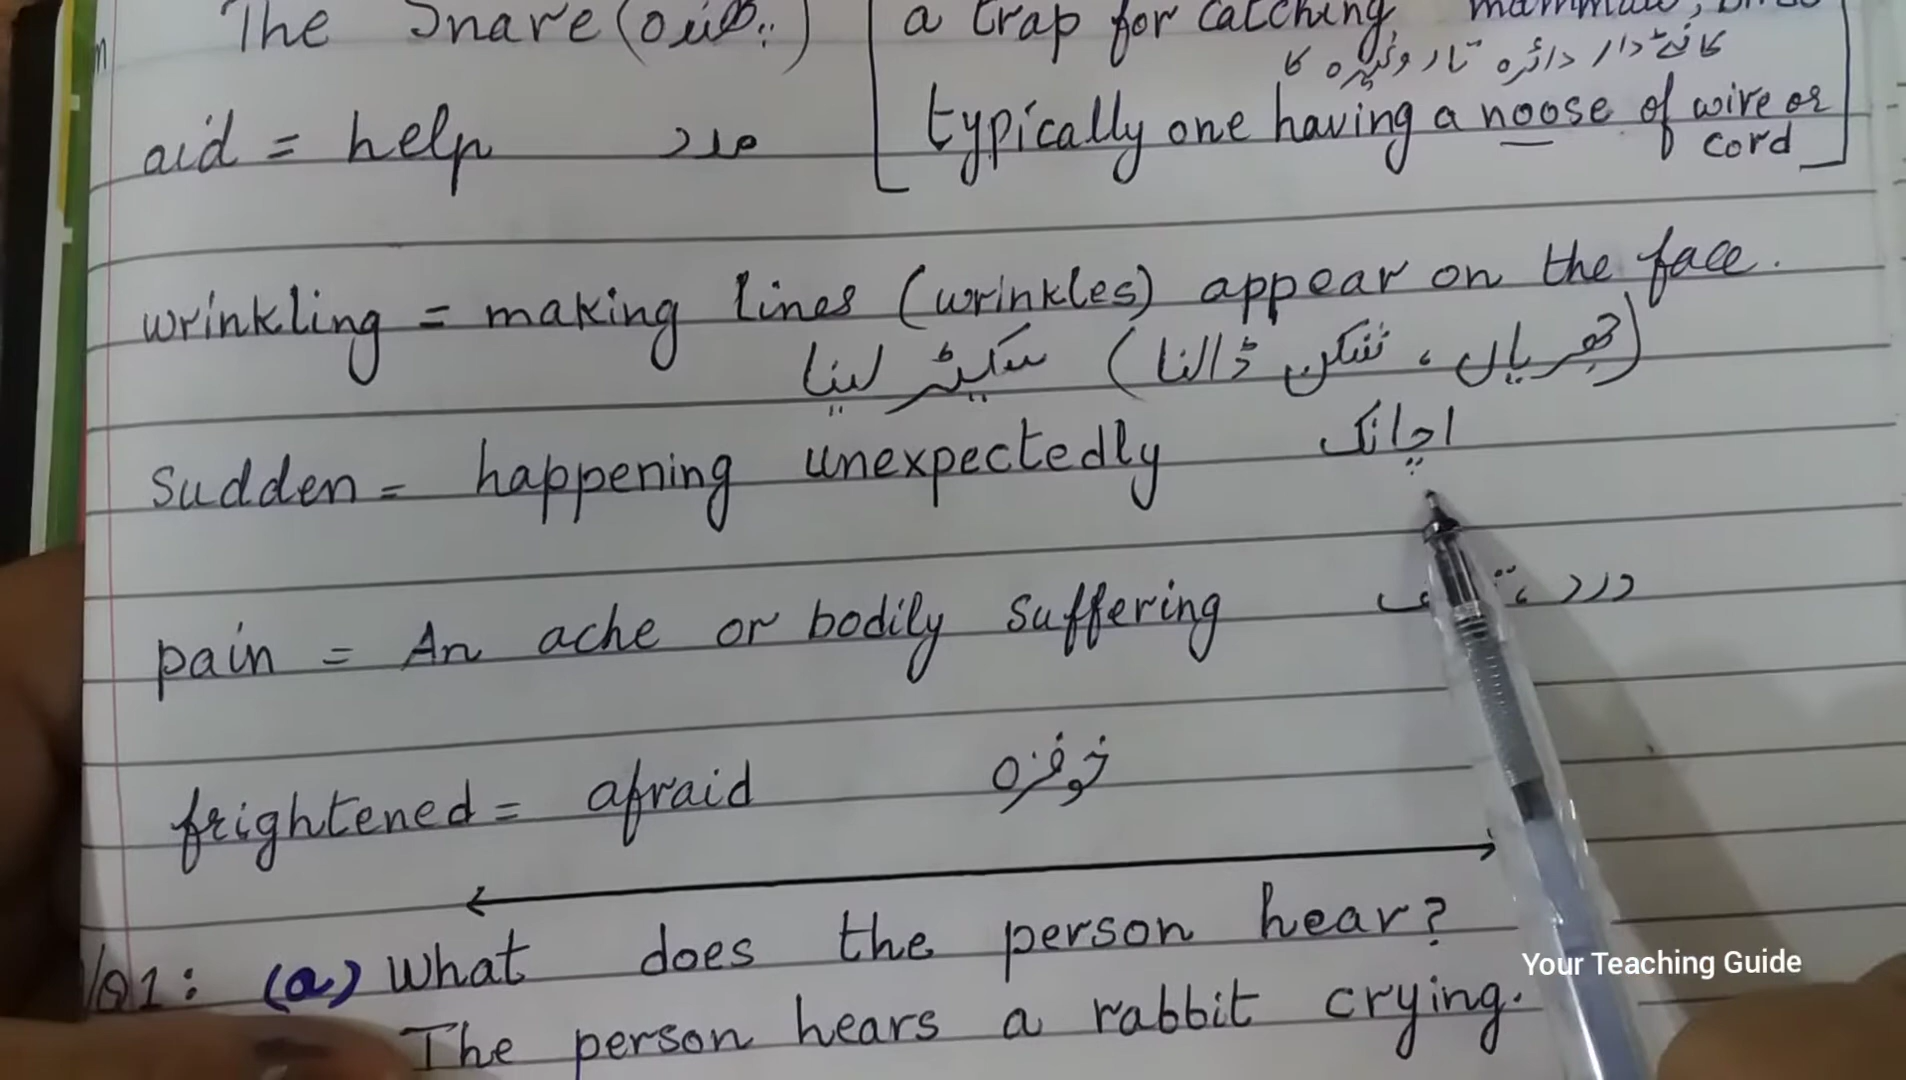 The Snare (پھندہ) [a trap for catching mammals,
کانٹے دار دائرہ تار وغیرہ کا
aid = help مدد typically one having a noose of wire or
cord]
wrinkling = making lines (wrinkles) appear on the face.
(جھریاں، شکن ڈالنا) سکیڑ لینا
sudden = happening unexpectedly اچانک
pain = An ache or bodily suffering درد،
frightened = afraid خوفزہ
Q1: (a) What does the person hear?
The person hears a rabbit crying.
Your Teaching Guide